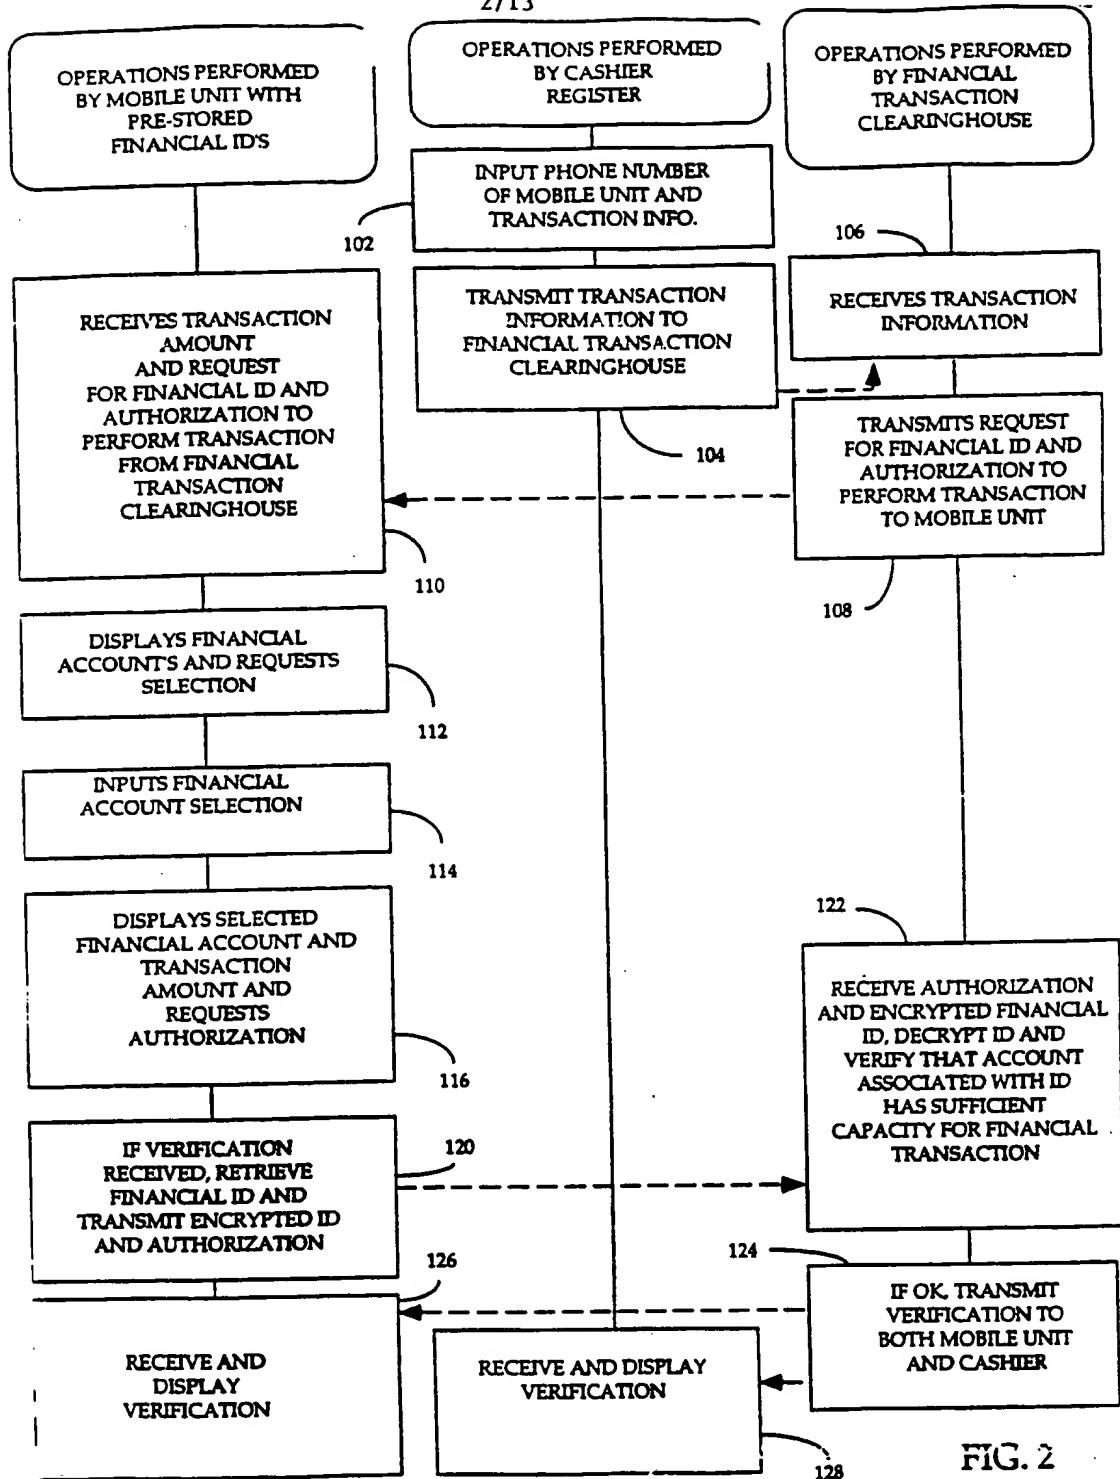 2/13
OPERATIONS PERFORMED
BY MOBILE UNIT WITH
PRE-STORED
FINANCIAL ID'S
OPERATIONS PERFORMED
BY CASHIER
REGISTER
OPERATIONS PERFORMED
BY FINANCIAL
TRANSACTION
CLEARINGHOUSE
INPUT PHONE NUMBER
OF MOBILE UNIT AND
TRANSACTION INFO.
102
TRANSMIT TRANSACTION
INFORMATION TO
FINANCIAL TRANSACTION
CLEARINGHOUSE
104
106
RECEIVES TRANSACTION
INFORMATION
TRANSMITS REQUEST
FOR FINANCIAL ID AND
AUTHORIZATION TO
PERFORM TRANSACTION
TO MOBILE UNIT
108
RECEIVES TRANSACTION
AMOUNT
AND REQUEST
FOR FINANCIAL ID AND
AUTHORIZATION TO
PERFORM TRANSACTION
FROM FINANCIAL
TRANSACTION
CLEARINGHOUSE
110
DISPLAYS FINANCIAL
ACCOUNT'S AND REQUESTS
SELECTION
112
INPUTS FINANCIAL
ACCOUNT SELECTION
114
DISPLAYS SELECTED
FINANCIAL ACCOUNT AND
TRANSACTION
AMOUNT AND
REQUESTS
AUTHORIZATION
116
IF VERIFICATION
RECEIVED, RETRIEVE
FINANCIAL ID AND
TRANSMIT ENCRYPTED ID
AND AUTHORIZATION
120
122
RECEIVE AUTHORIZATION
AND ENCRYPTED FINANCIAL
ID, DECRYPT ID AND
VERIFY THAT ACCOUNT
ASSOCIATED WITH ID
HAS SUFFICIENT
CAPACITY FOR FINANCIAL
TRANSACTION
124
IF OK, TRANSMIT
VERIFICATION TO
BOTH MOBILE UNIT
AND CASHIER
126
RECEIVE AND
DISPLAY
VERIFICATION
RECEIVE AND DISPLAY
VERIFICATION
128
FIG. 2